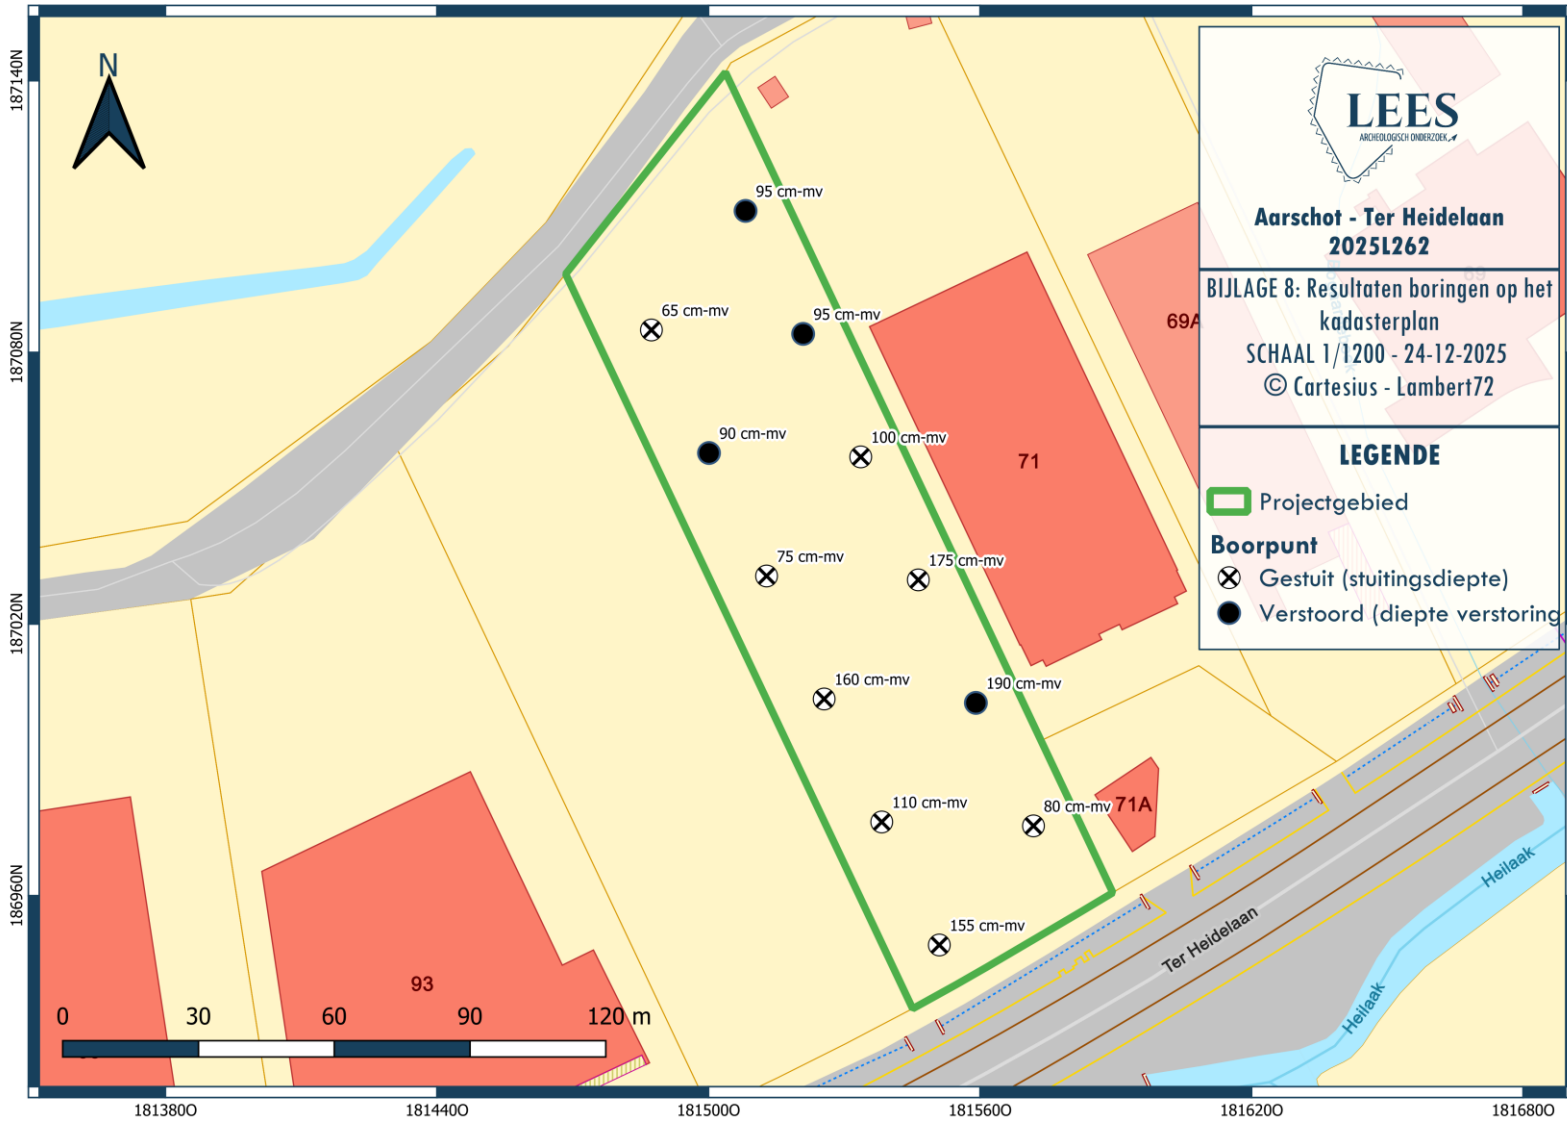 N
187140N
187080N
187020N
186960N
95 cm-mv
65 cm-mv
95 cm-mv
90 cm-mv
100 cm-mv
75 cm-mv
175 cm-mv
160 cm-mv
190 cm-mv
110 cm-mv
80 cm-mv
155 cm-mv
71
69A
69
71A
93
Ter Heidelaan
Heilaak
Heilaak
LEES
ARCHEOLOGISCH ONDERZOEK
Aarschot - Ter Heidelaan
2025L262
BIJLAGE 8: Resultaten boringen op het
kadasterplan
SCHAAL 1/1200 - 24-12-2025
© Cartesius - Lambert72
LEGENDE
Projectgebied
Boorpunt
Gestuit (stuitingsdiepte)
Verstoord (diepte verstoring
0 30 60 90 120 m
181380O 181440O 181500O 181560O 181620O 181680O